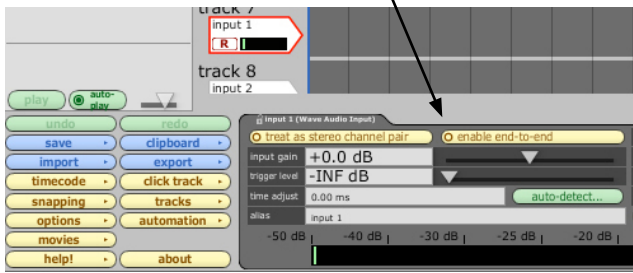 track 7
input 1
R
track 8
input 2
play
auto-play
undo redo
save clipboard
import export
timecode click track
snapping tracks
options automation
movies
help! about
input 1 (Wave Audio Input)
treat as stereo channel pair enable end-to-end
input gain +0.0 dB
trigger level -INF dB
time adjust 0.00 ms auto-detect...
alias input 1
-50 dB -40 dB -30 dB -25 dB -20 dB